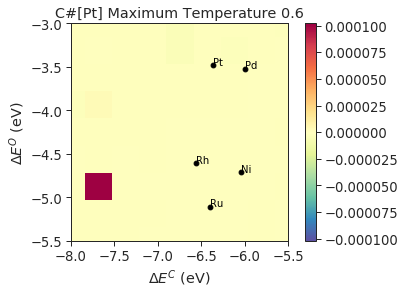 C#[Pt] Maximum Temperature 0.6
−3.0
−3.5
−4.0
−4.5
−5.0
−5.5
ΔE^O (eV)
Pt
Pd
Rh
Ni
Ru
−8.0 −7.5 −7.0 −6.5 −6.0 −5.5
ΔE^C (eV)
0.000100
0.000075
0.000050
0.000025
0.000000
−0.000025
−0.000050
−0.000075
−0.000100